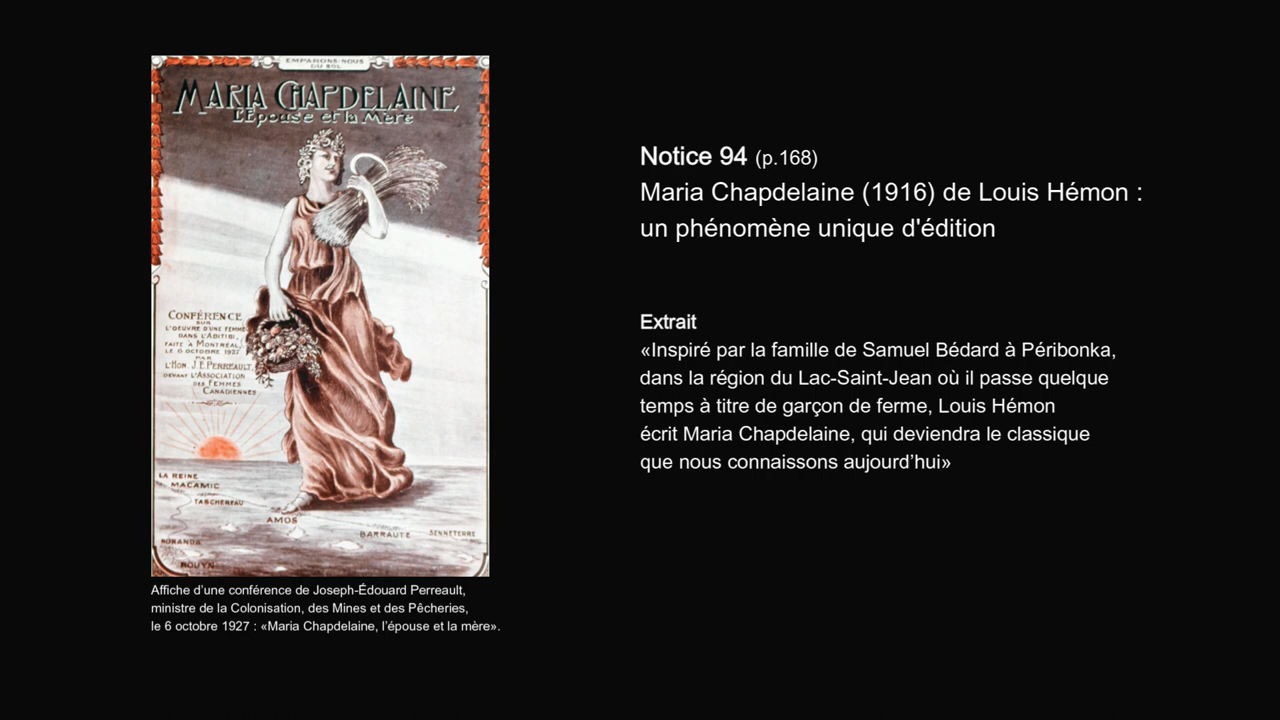 EMPARONS-NOUS
DU SOL
MARIA CHAPDELAINE,
L'Épouse et la Mère
CONFÉRENCE
SUR
L'OEUVRE D'UNE FEMME
DANS L'ABITIBI,
FAITE À MONTRÉAL,
LE 6 OCTOBRE 1927
PAR
L'HON. J.E. PERREAULT,
DEVANT L'ASSOCIATION
DES FEMMES
CANADIENNES
LA REINE
MACAMIC
TASCHEREAU
AMOS
BARRAUTE
SENNETERRE
NORANDA
ROUYN
Affiche d'une conférence de Joseph-Édouard Perreault,
ministre de la Colonisation, des Mines et des Pêcheries,
le 6 octobre 1927 : «Maria Chapdelaine, l'épouse et la mère».
Notice 94 (p.168)
Maria Chapdelaine (1916) de Louis Hémon :
un phénomène unique d'édition
Extrait
«Inspiré par la famille de Samuel Bédard à Péribonka,
dans la région du Lac-Saint-Jean où il passe quelque
temps à titre de garçon de ferme, Louis Hémon
écrit Maria Chapdelaine, qui deviendra le classique
que nous connaissons aujourd'hui»